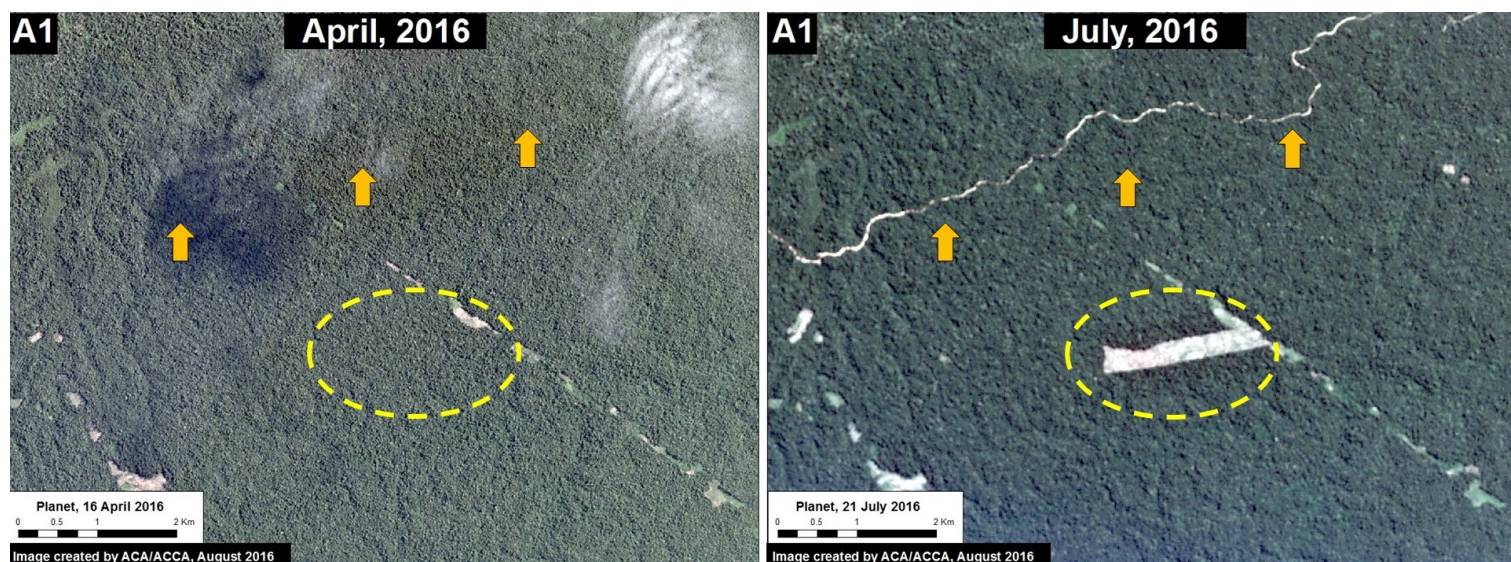 A1
April, 2016
Planet, 16 April 2016
0 0.5 1 2 Km
Image created by ACA/ACCA, August 2016
A1
July, 2016
Planet, 21 July 2016
0 0.5 1 2 Km
Image created by ACA/ACCA, August 2016